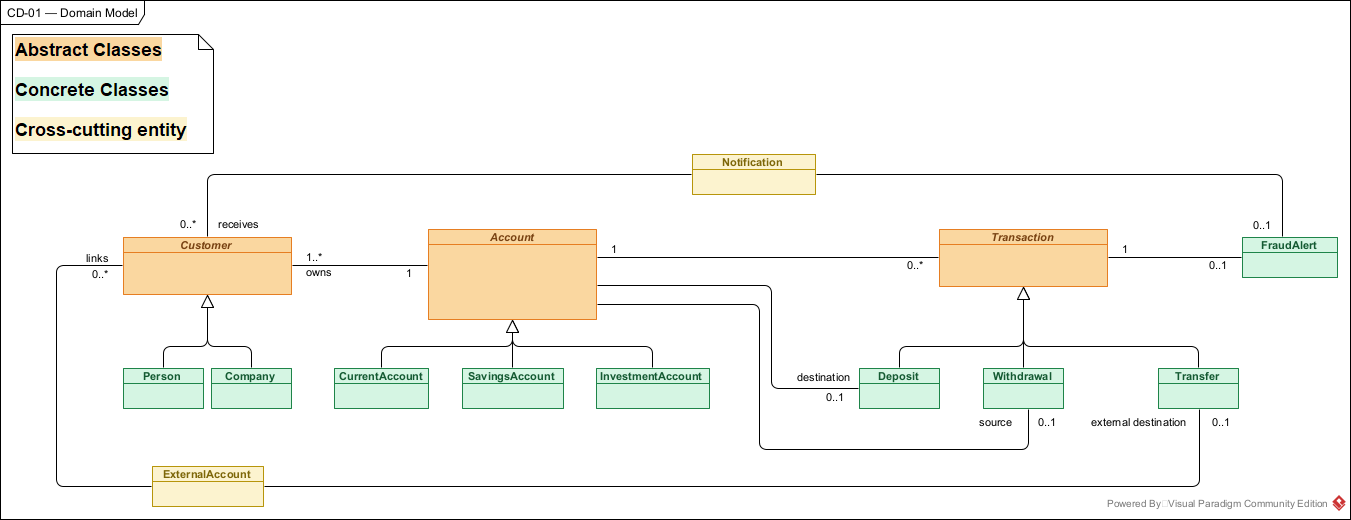 CD-01 — Domain Model
Abstract Classes
Concrete Classes
Cross-cutting entity
Notification
0..*
receives
0..1
Customer
Account
Transaction
FraudAlert
links
0..*
1..*
owns
1
1
0..*
1
0..1
Person
Company
CurrentAccount
SavingsAccount
InvestmentAccount
destination
0..1
Deposit
Withdrawal
Transfer
source
0..1
external destination
0..1
ExternalAccount
Powered By Visual Paradigm Community Edition